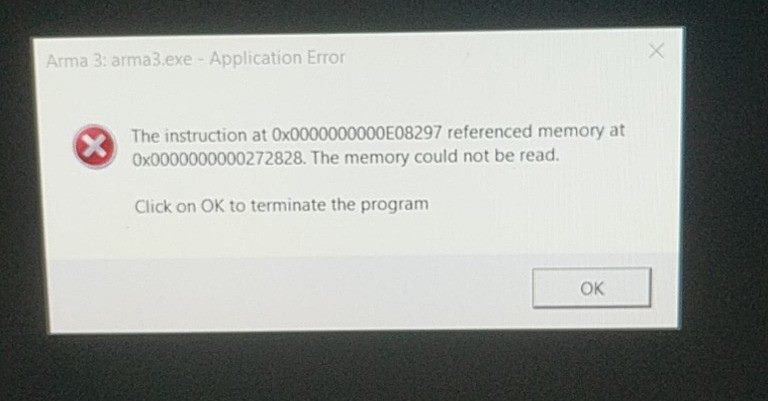 Arma 3: arma3.exe - Application Error
The instruction at 0x0000000000E08297 referenced memory at
0x0000000000272828. The memory could not be read.
Click on OK to terminate the program
OK